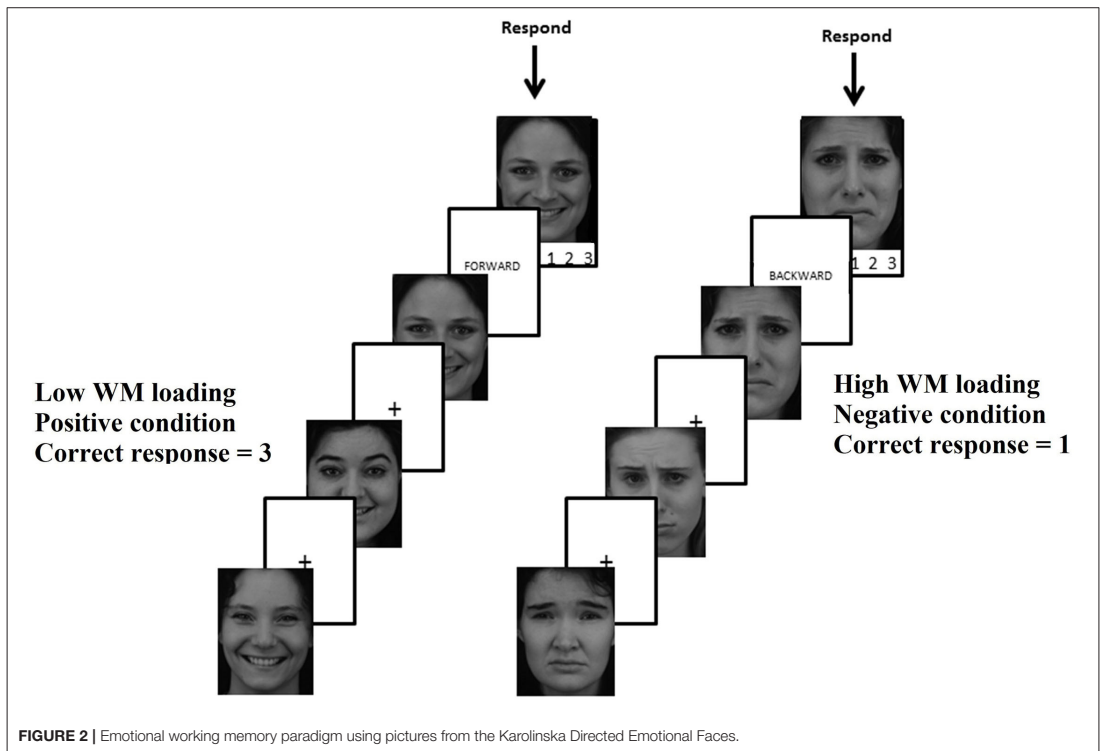 Respond
Respond
1 2 3
FORWARD
1 2 3
BACKWARD
+
+
Low WM loading
Positive condition
Correct response = 3
High WM loading
Negative condition
Correct response = 1
+
+
FIGURE 2 | Emotional working memory paradigm using pictures from the Karolinska Directed Emotional Faces.